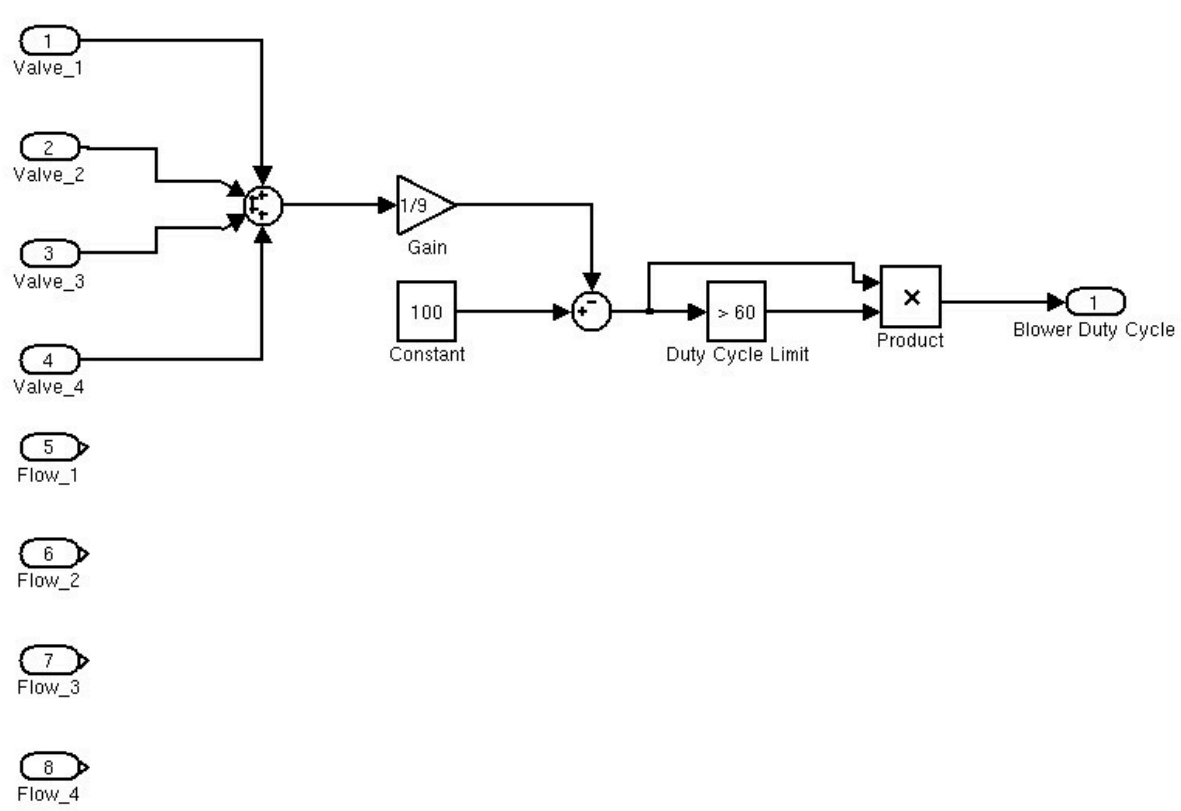 1
Valve_1
2
Valve_2
3
Valve_3
4
Valve_4
5
Flow_1
6
Flow_2
7
Flow_3
8
Flow_4
+
+
+
+
1/9
Gain
100
Constant
-
+
> 60
Duty Cycle Limit
×
Product
1
Blower Duty Cycle